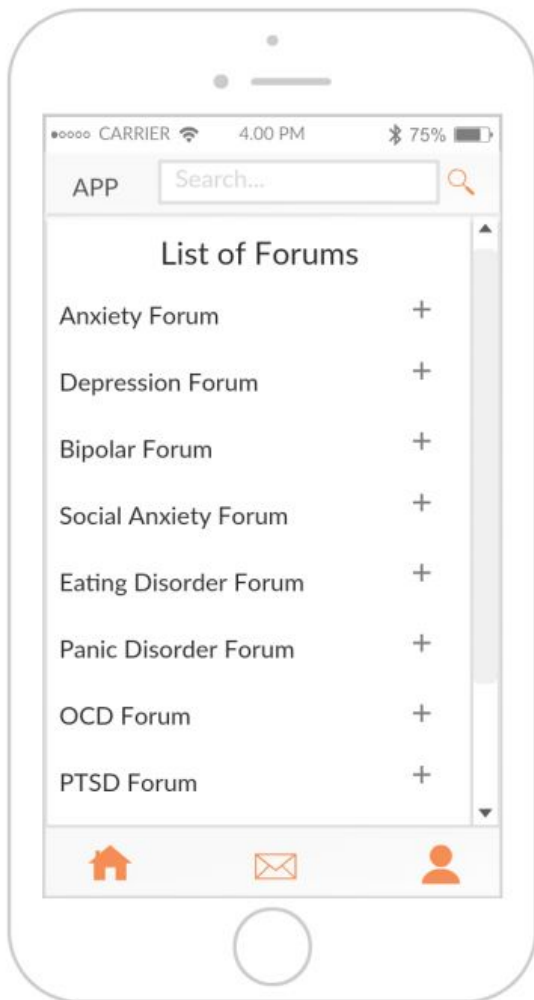 CARRIER 4.00 PM 75%
APP Search...
List of Forums
Anxiety Forum +
Depression Forum +
Bipolar Forum +
Social Anxiety Forum +
Eating Disorder Forum +
Panic Disorder Forum +
OCD Forum +
PTSD Forum +